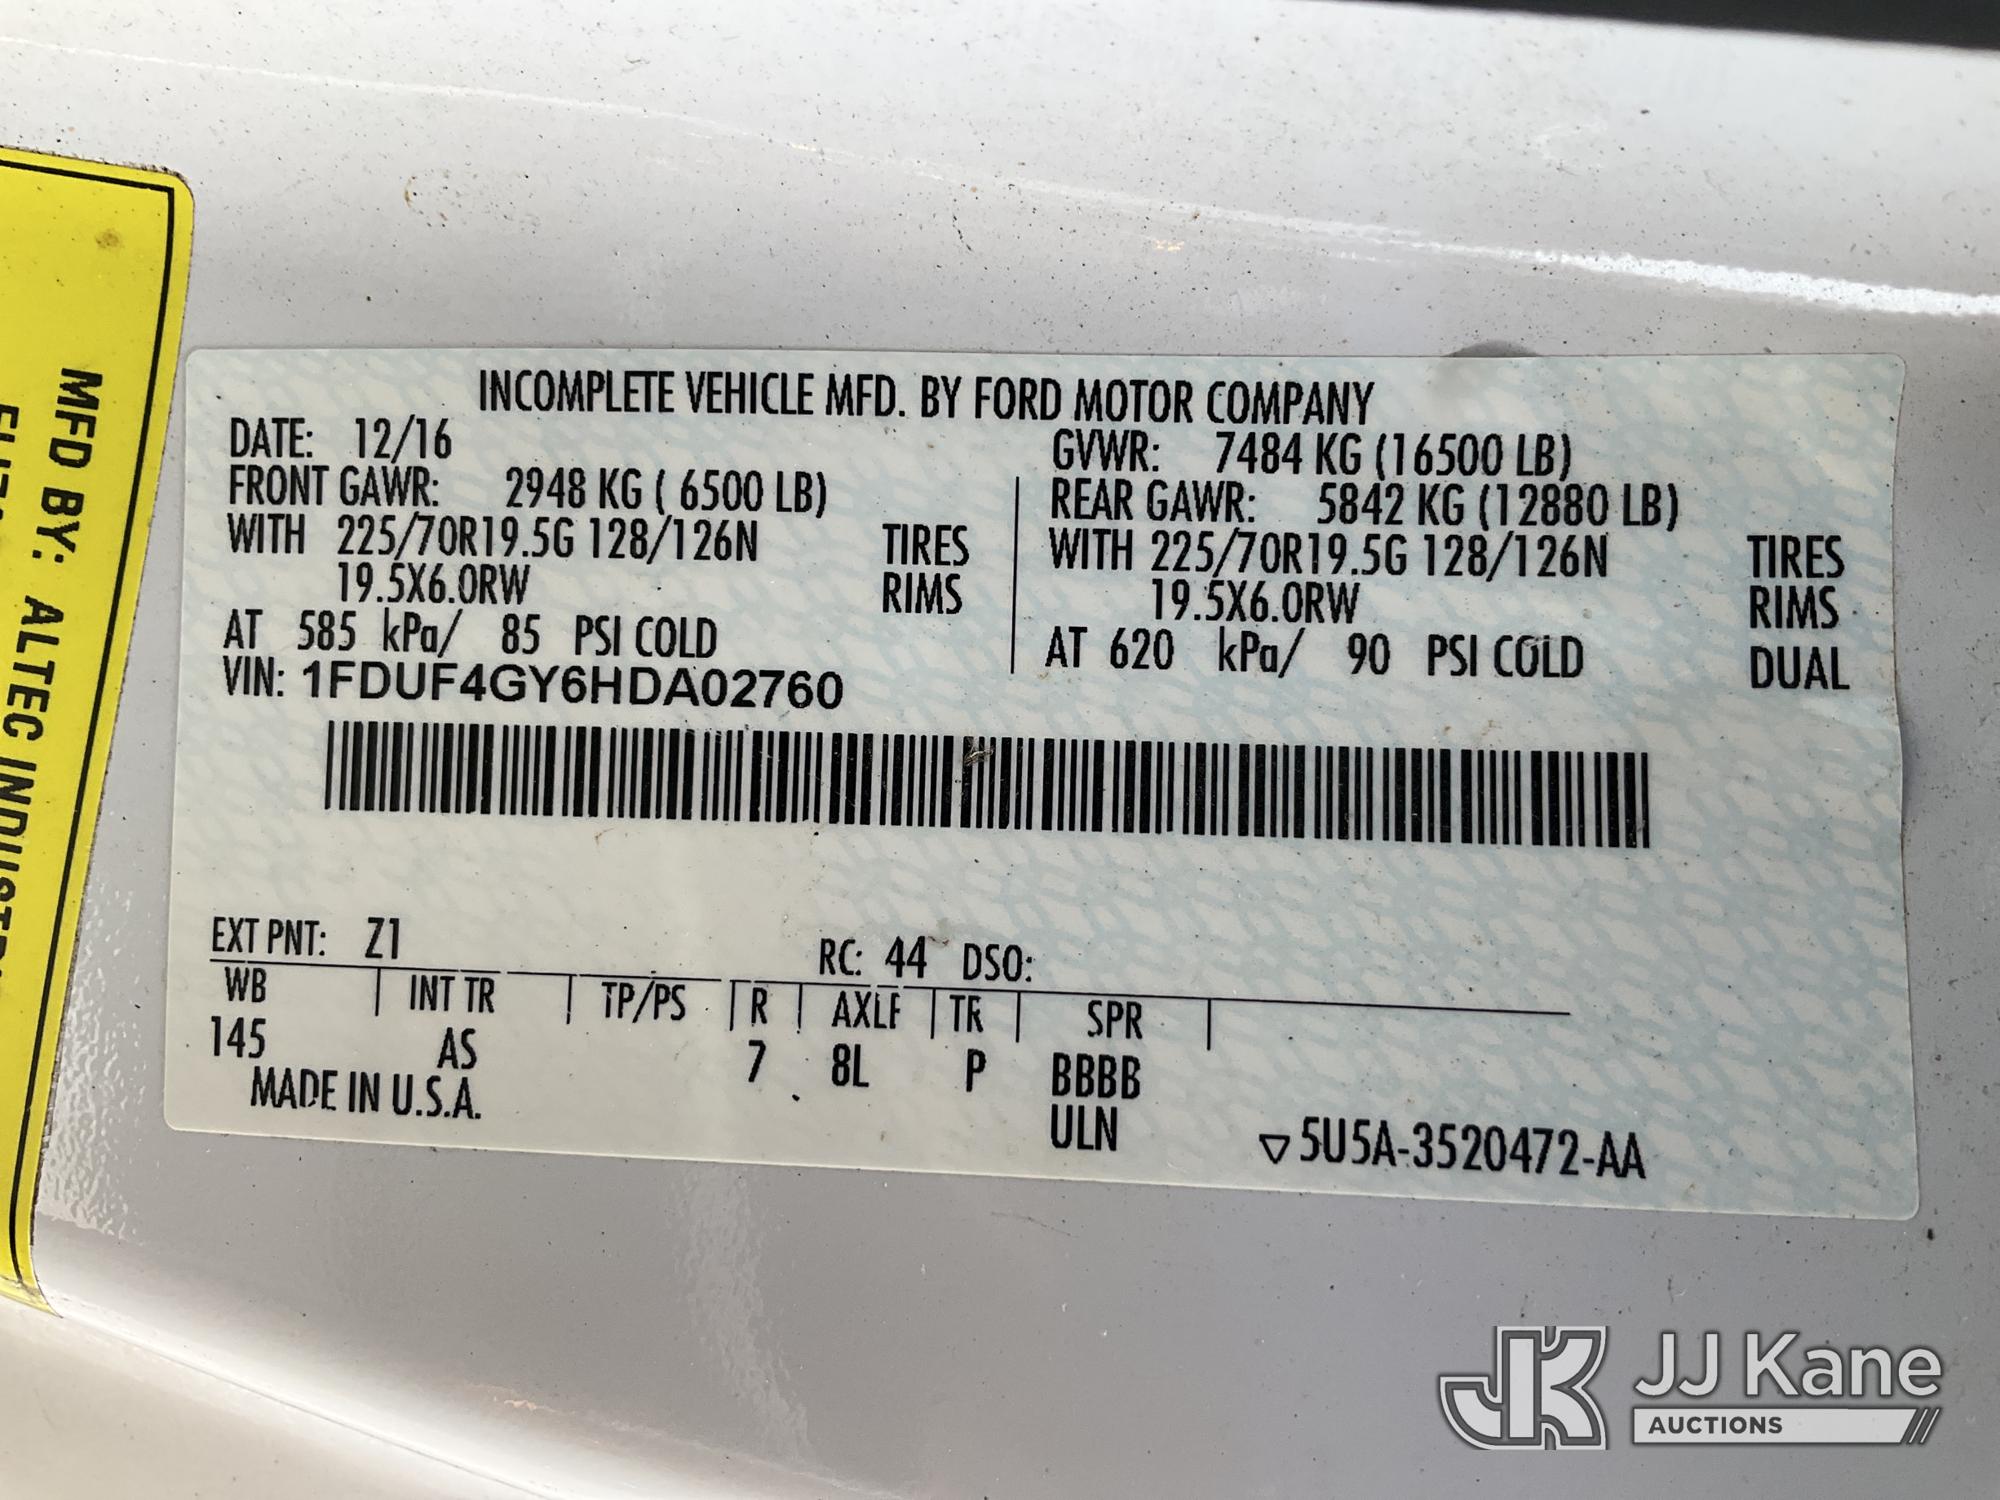 INCOMPLETE VEHICLE MFD. BY FORD MOTOR COMPANY
DATE: 12/16 GVWR: 7484 KG (16500 LB)
FRONT GAWR: 2948 KG ( 6500 LB) REAR GAWR: 5842 KG (12880 LB)
WITH 225/70R19.5G 128/126N TIRES WITH 225/70R19.5G 128/126N TIRES
19.5X6.0RW RIMS 19.5X6.0RW RIMS
AT 585 kPa/ 85 PSI COLD AT 620 kPa/ 90 PSI COLD DUAL
VIN: 1FDUF4GY6HDA02760
EXT PNT: Z1 RC: 44 DSO:
WB INT TR TP/PS R AXLE TR SPR
145 AS 7 8L P BBBB
MADE IN U.S.A. ULN
5U5A-3520472-AA
MFD BY: ALTEC
JJ Kane
AUCTIONS